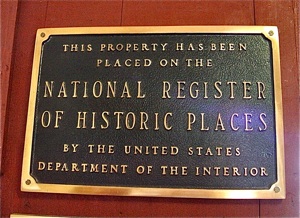 THIS PROPERTY HAS BEEN
PLACED ON THE
NATIONAL REGISTER
OF HISTORIC PLACES
BY THE UNITED STATES
DEPARTMENT OF THE INTERIOR